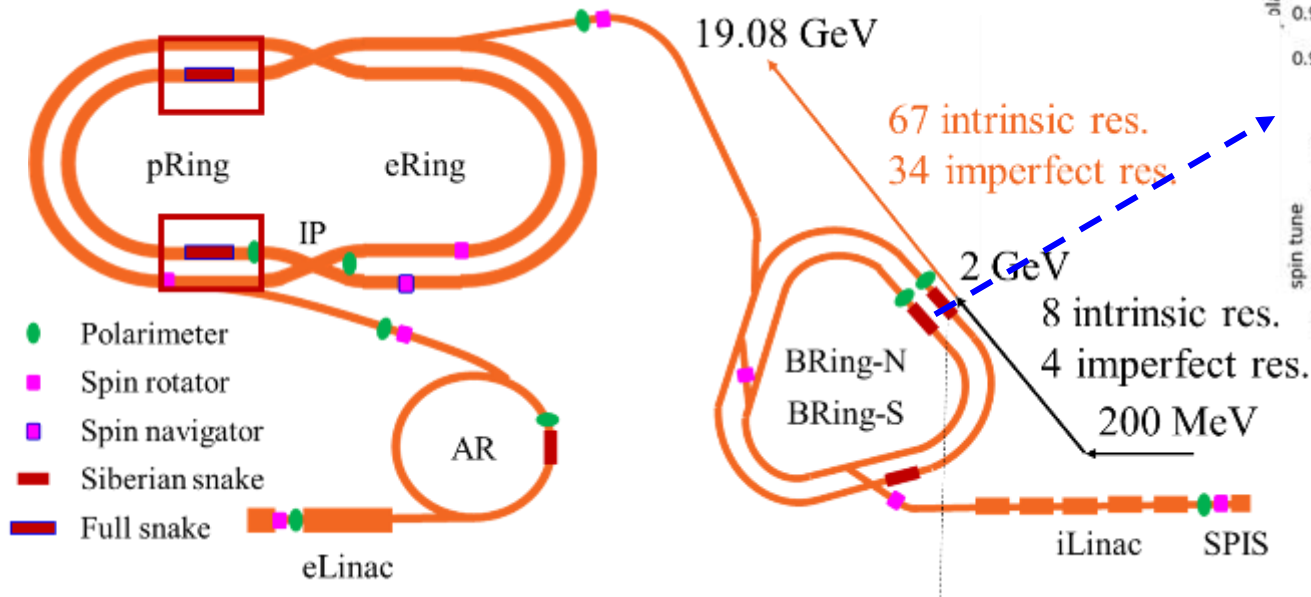 19.08 GeV
67 intrinsic res.
34 imperfect res.
pRing
eRing
IP
2 GeV
8 intrinsic res.
4 imperfect res.
200 MeV
BRing-N
BRing-S
Polarimeter
Spin rotator
Spin navigator
Siberian snake
Full snake
AR
eLinac
iLinac
SPIS
spin tune